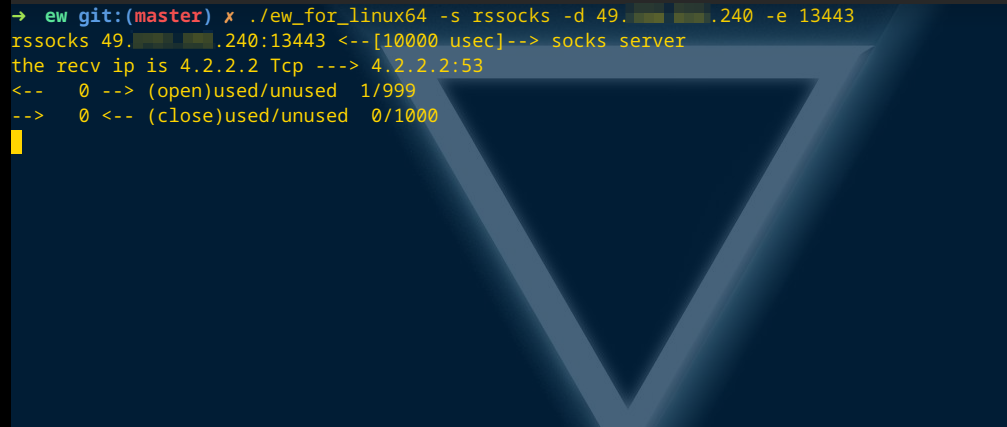 ➜ ew git:(master) ✗ ./ew_for_linux64 -s rssocks -d 49. .240 -e 13443
rssocks 49. .240:13443 <--[10000 usec]--> socks server
the recv ip is 4.2.2.2 Tcp ---> 4.2.2.2:53
<--   0 --> (open)used/unused  1/999
-->   0 <-- (close)used/unused  0/1000